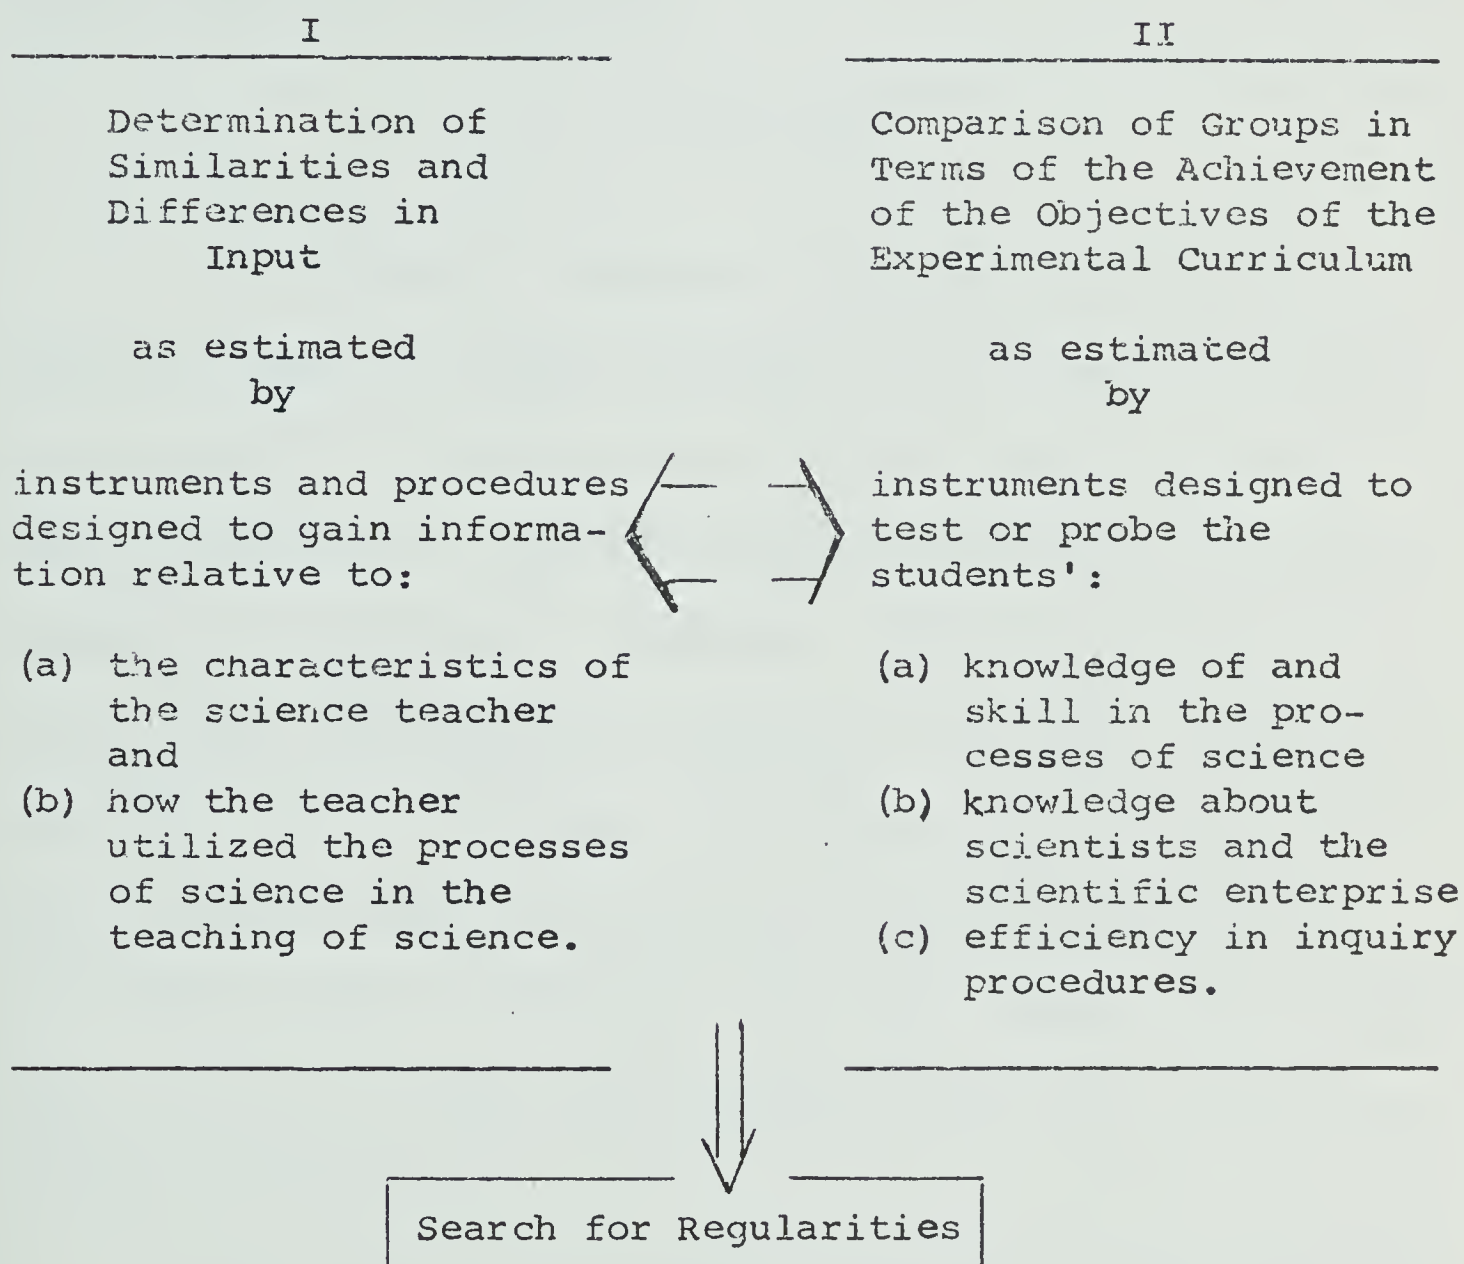 I
Determination of
Similarities and
Differences in
Input
as estimated
by
instruments and procedures
designed to gain informa-
tion relative to:
(a) the characteristics of
the science teacher
and
(b) how the teacher
utilized the processes
of science in the
teaching of science.
II
Comparison of Groups in
Terms of the Achievement
of the Objectives of the
Experimental Curriculum
as estimated
by
instruments designed to
test or probe the
students':
(a) knowledge of and
skill in the pro-
cesses of science
(b) knowledge about
scientists and the
scientific enterprise
(c) efficiency in inquiry
procedures.
Search for Regularities